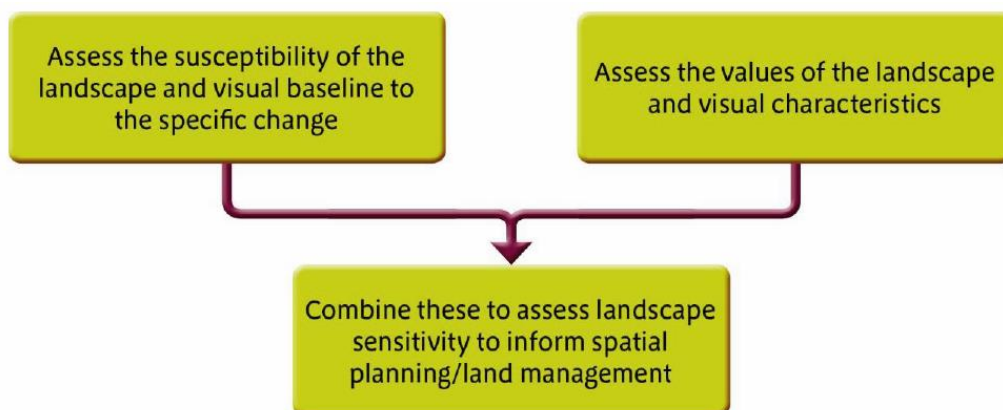 Assess the susceptibility of the
landscape and visual baseline to
the specific change
Assess the values of the landscape
and visual characteristics
Combine these to assess landscape
sensitivity to inform spatial
planning/land management